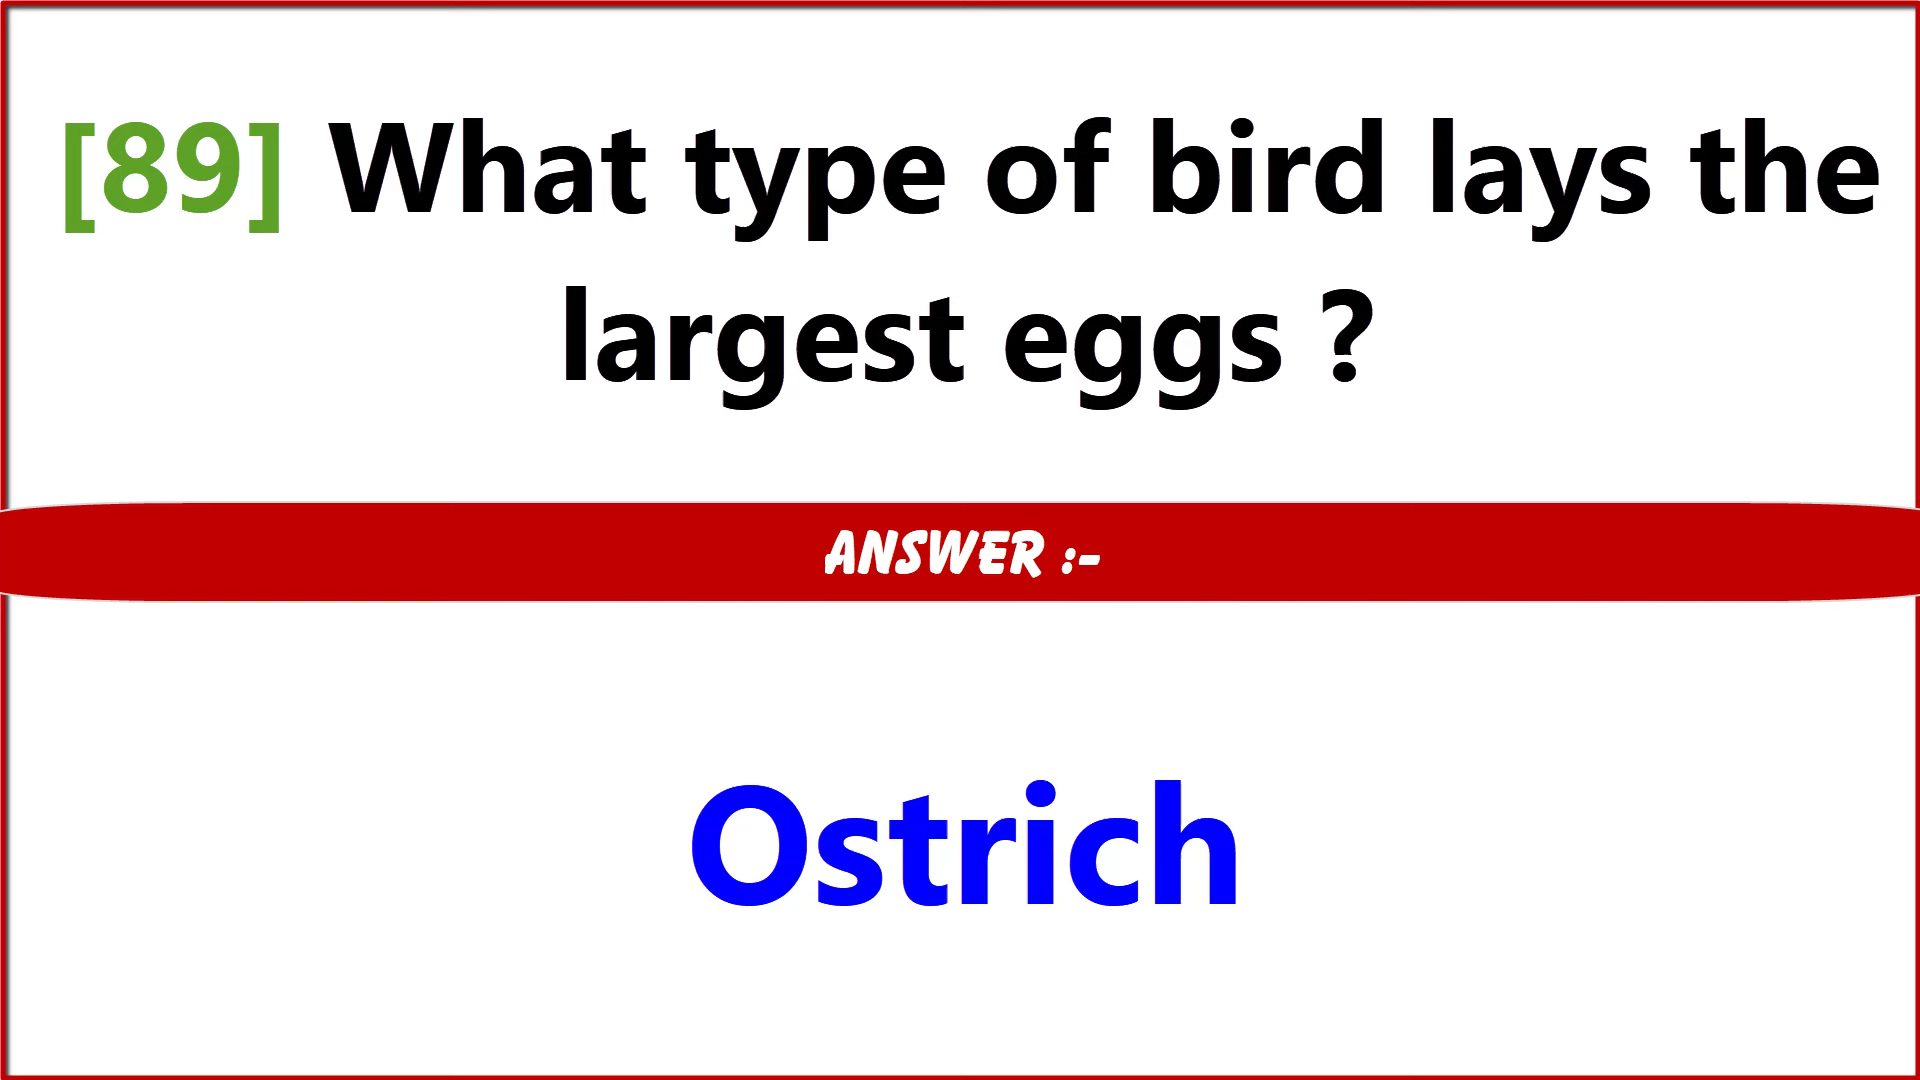 [89] What type of bird lays the
largest eggs ?
ANSWER :-
Ostrich